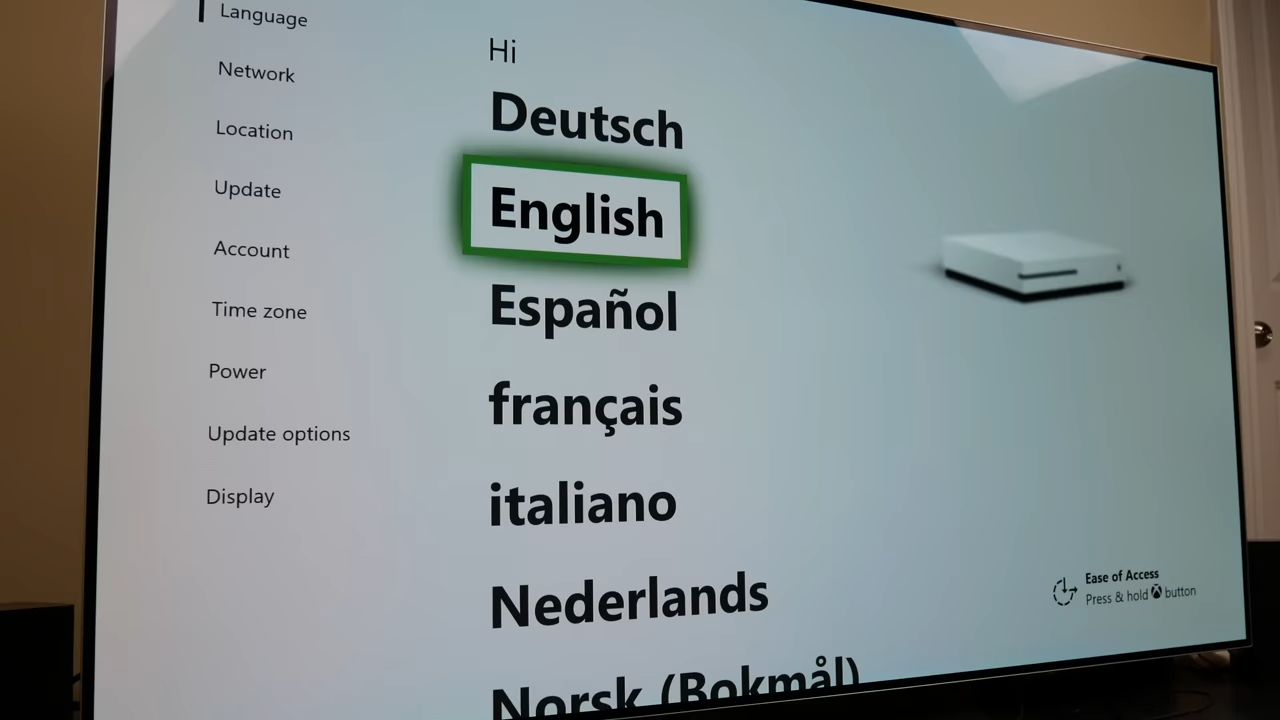 Language
Network
Location
Update
Account
Time zone
Power
Update options
Display
Hi
Deutsch
English
Español
français
italiano
Nederlands
Norsk (Bokmål)
Ease of Access
Press & hold button